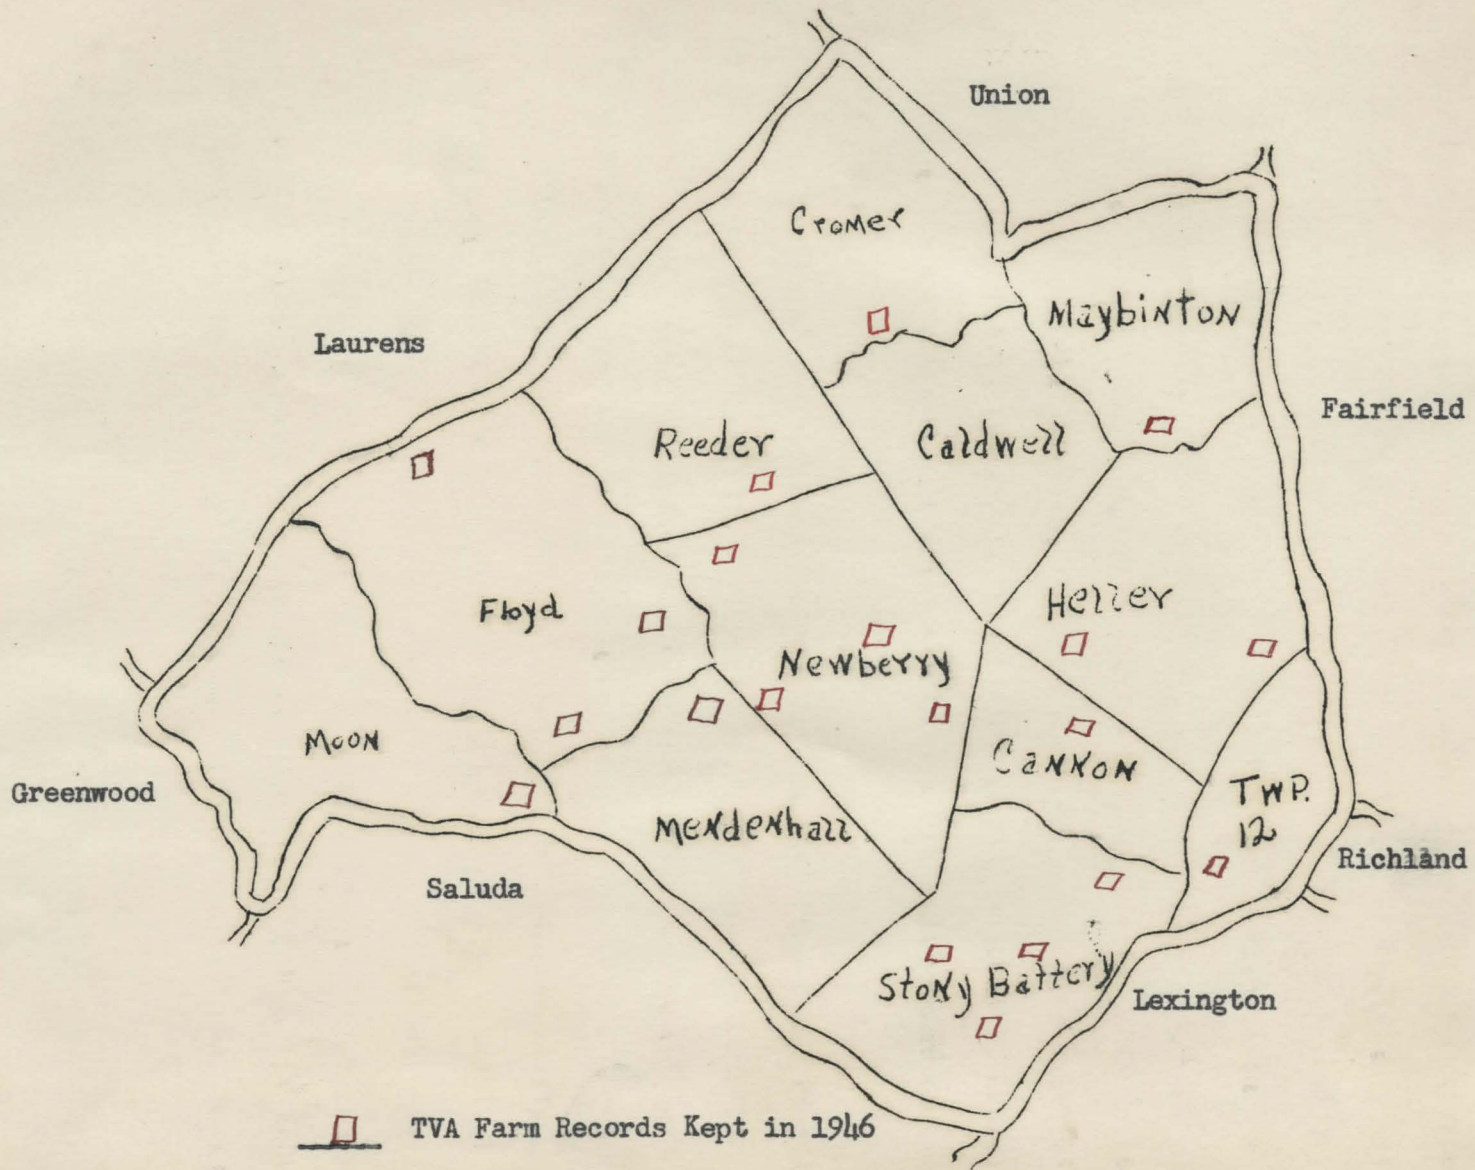 Union
Cromer
Maybinton
Laurens
Fairfield
Reeder
Caldwell
Floyd
Heller
Newberry
Moon
Cannon
Greenwood
TWP.
12
Mendenhall
Richland
Saluda
Stony Battery
Lexington
TVA Farm Records Kept in 1946